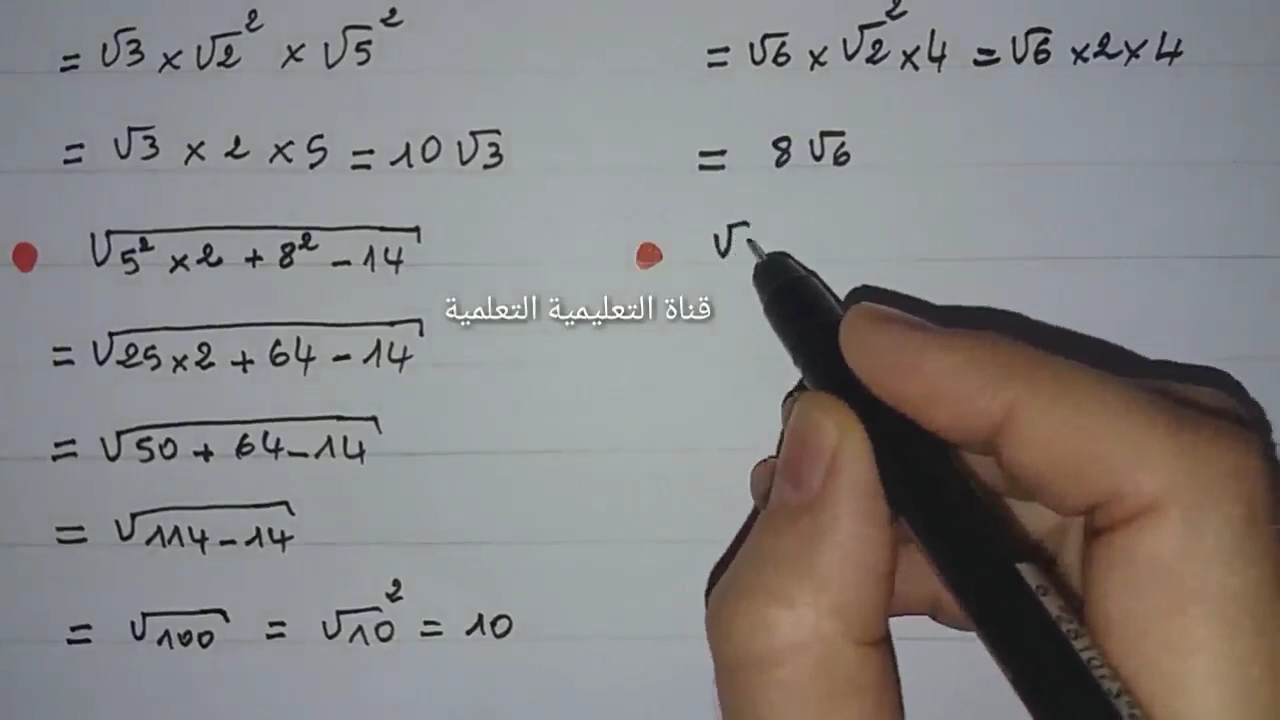 = √3 × √2² × √5²
= √3 × 2 × 5 = 10√3
√(5² × 2 + 8² - 14)
= √(25 × 2 + 64 - 14)
= √(50 + 64 - 14)
= √(114 - 14)
= √100 = √10² = 10
= √6 × √2² × 4 = √6 × 2 × 4
= 8√6
√
قناة التعليمية التعلمية